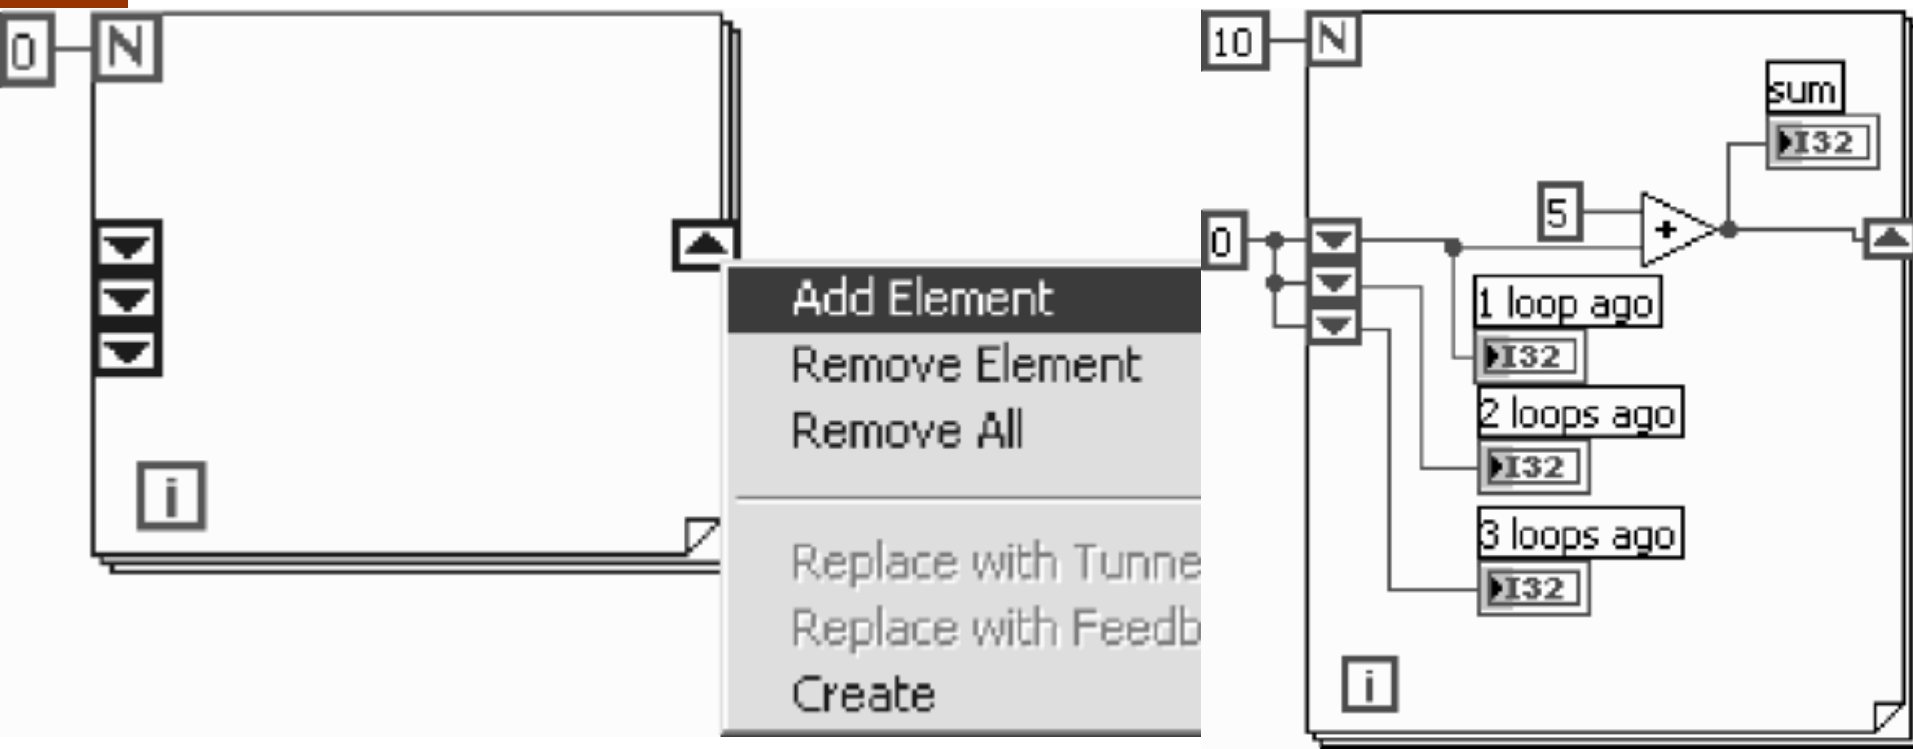 0
N
i
Add Element
Remove Element
Remove All
Replace with Tunne
Replace with Feedb
Create
10
N
sum
I32
5
+
0
1 loop ago
I32
2 loops ago
I32
3 loops ago
I32
i